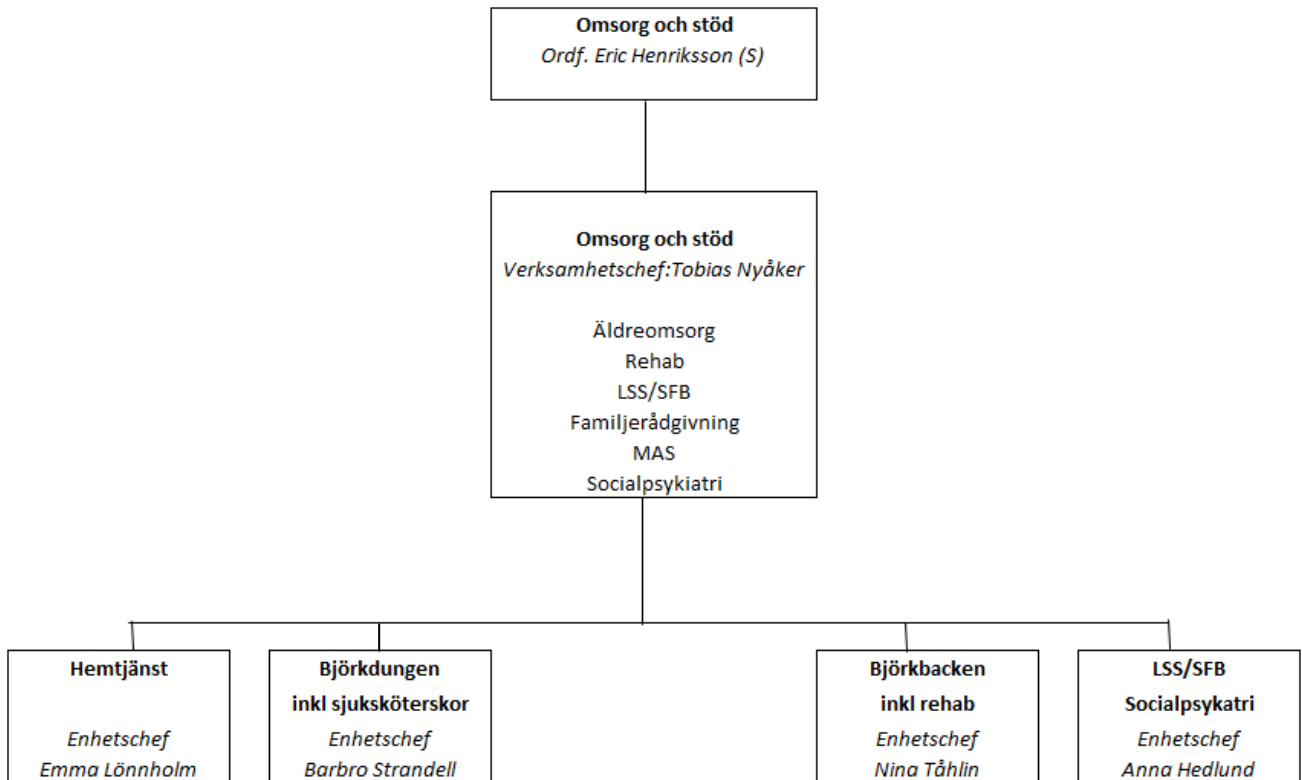 Omsorg och stöd
Ordf. Eric Henriksson (S)
Omsorg och stöd
Verksamhetschef:Tobias Nyåker
Äldreomsorg
Rehab
LSS/SFB
Familjerådgivning
MAS
Socialpsykiatri
Hemtjänst
Enhetschef
Emma Lönnholm
Björkdungen
inkl sjuksköterskor
Enhetschef
Barbro Strandell
Björkbacken
inkl rehab
Enhetschef
Nina Tåhlin
LSS/SFB
Socialpsykatri
Enhetschef
Anna Hedlund